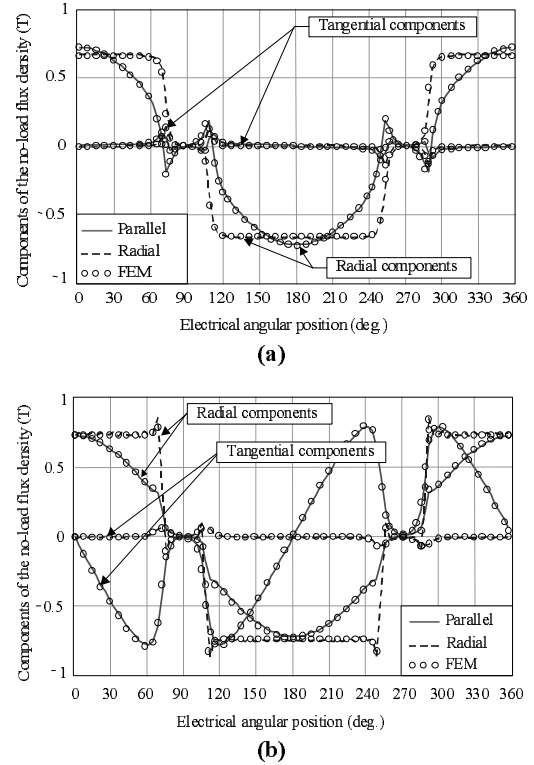 Components of the no-load flux density (T)
1
0.5
0
-0.5
-1
Tangential components
Parallel
Radial
FEM
Radial components
0 30 60 90 120 150 180 210 240 270 300 330 360
Electrical angular position (deg.)
(a)
Components of the no-load flux density (T)
1
0.5
0
-0.5
-1
Radial components
Tangential components
Parallel
Radial
FEM
0 30 60 90 120 150 180 210 240 270 300 330 360
Electrical angular position (deg.)
(b)